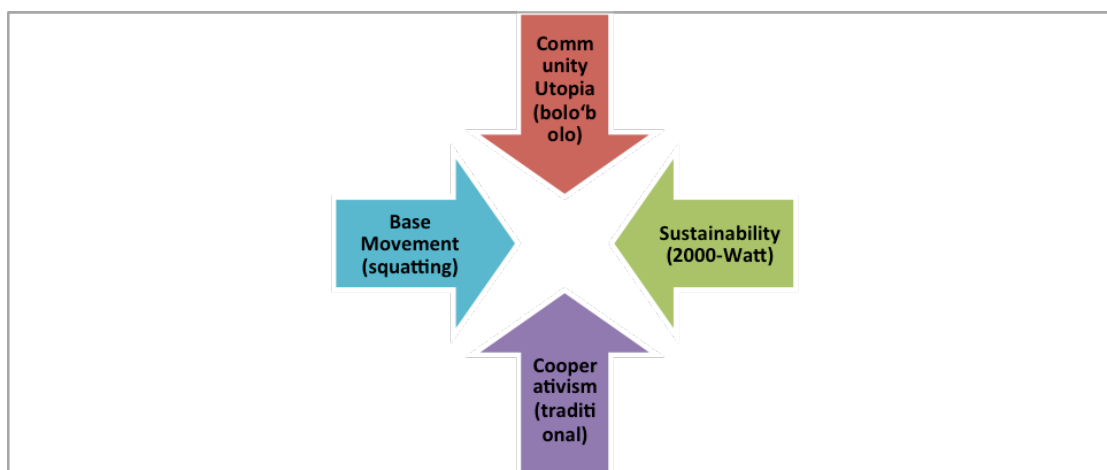 Comm
unity
Utopia
(bolo‘b
olo)
Base
Movement
(squatting)
Sustainability
(2000-Watt)
Cooper
ativism
(traditi
onal)